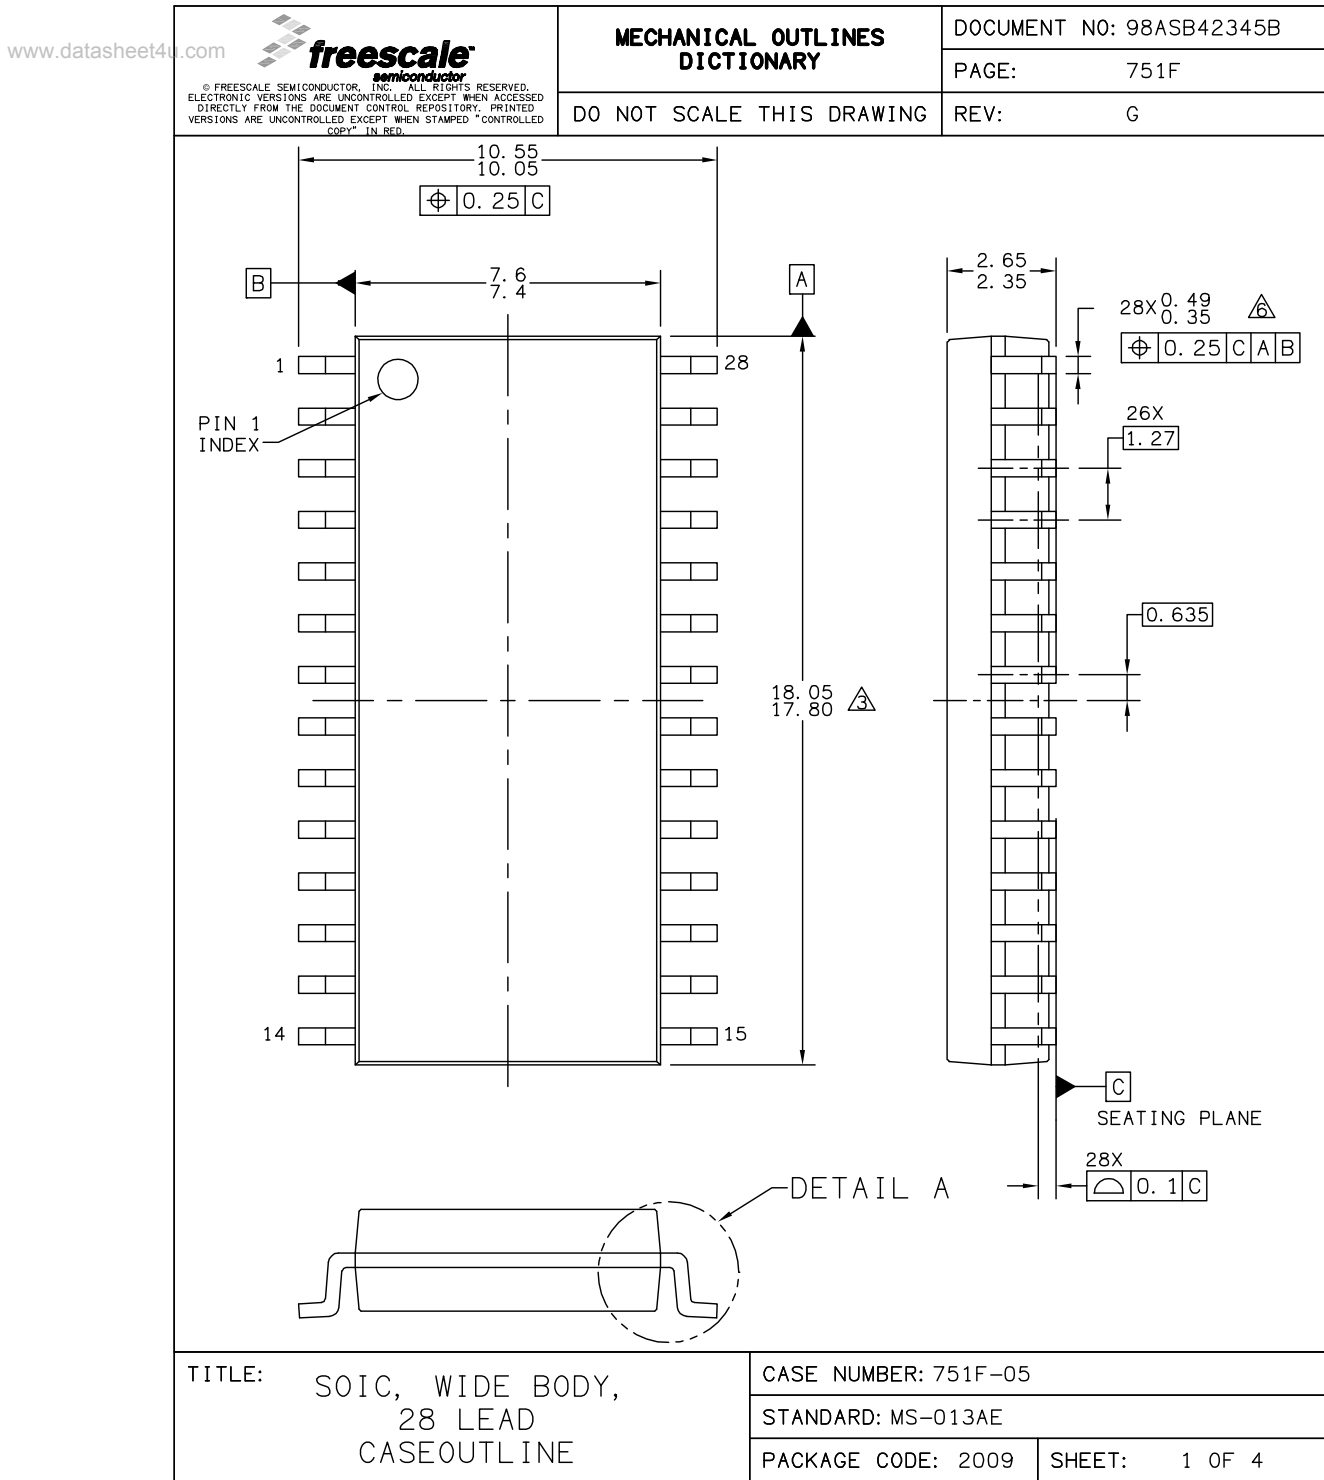 www.datasheet4u.com
freescale
semiconductor
© FREESCALE SEMICONDUCTOR, INC. ALL RIGHTS RESERVED.
ELECTRONIC VERSIONS ARE UNCONTROLLED EXCEPT WHEN ACCESSED
DIRECTLY FROM THE DOCUMENT CONTROL REPOSITORY. PRINTED
VERSIONS ARE UNCONTROLLED EXCEPT WHEN STAMPED "CONTROLLED
COPY" IN RED.
MECHANICAL OUTLINES
DICTIONARY
DO NOT SCALE THIS DRAWING
DOCUMENT NO: 98ASB42345B
PAGE: 751F
REV: G
10.55
10.05
⌖ 0.25 C
B
7.6
7.4
A
2.65
2.35
28X 0.49
0.35
6
⌖ 0.25 C A B
1
28
PIN 1
INDEX
26X
1.27
0.635
18.05
17.80
3
14
15
C
SEATING PLANE
28X
⌓ 0.1 C
DETAIL A
TITLE:
SOIC, WIDE BODY,
28 LEAD
CASEOUTLINE
CASE NUMBER: 751F-05
STANDARD: MS-013AE
PACKAGE CODE: 2009
SHEET: 1 OF 4